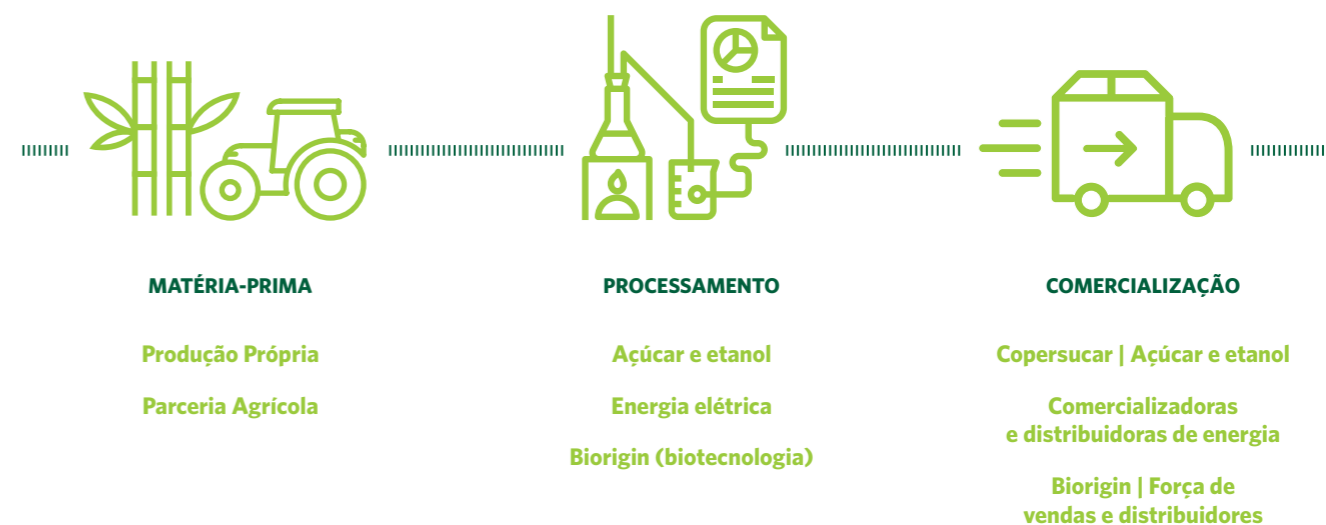 MATÉRIA-PRIMA
Produção Própria
Parceria Agrícola
PROCESSAMENTO
Açúcar e etanol
Energia elétrica
Biorigin (biotecnologia)
COMERCIALIZAÇÃO
Copersucar | Açúcar e etanol
Comercializadoras
e distribuidoras de energia
Biorigin | Força de
vendas e distribuidores